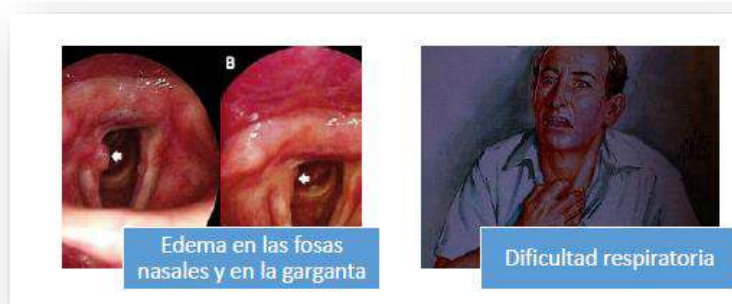 B
Edema en las fosas
nasales y en la garganta
Dificultad respiratoria